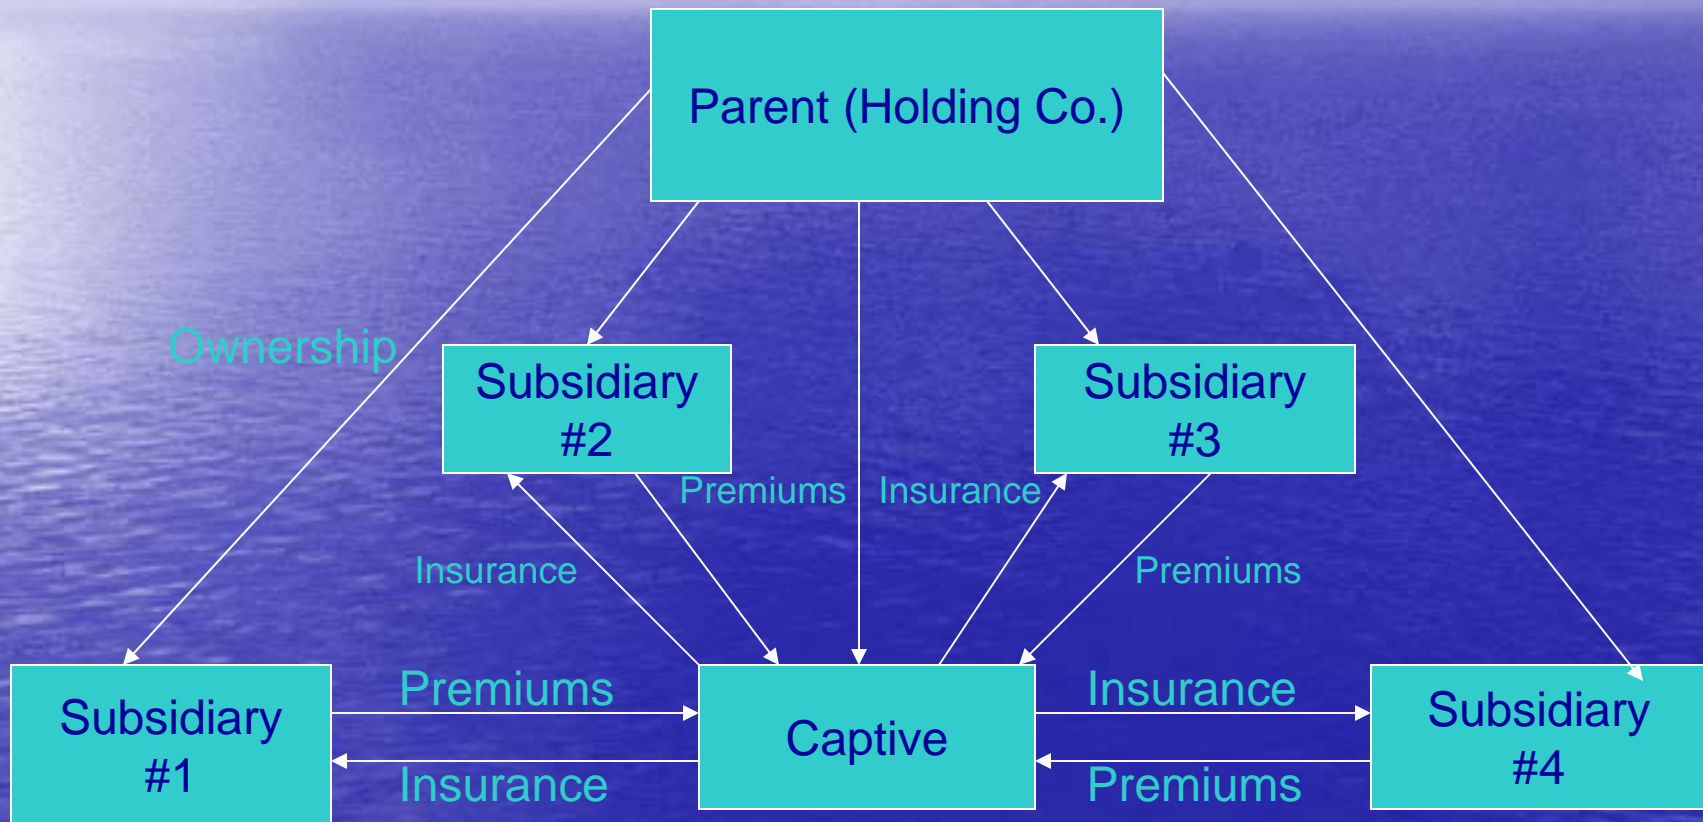 Parent (Holding Co.)
Ownership
Subsidiary
#2
Subsidiary
#3
Premiums
Insurance
Insurance
Premiums
Subsidiary
#1
Premiums
Insurance
Captive
Insurance
Premiums
Subsidiary
#4